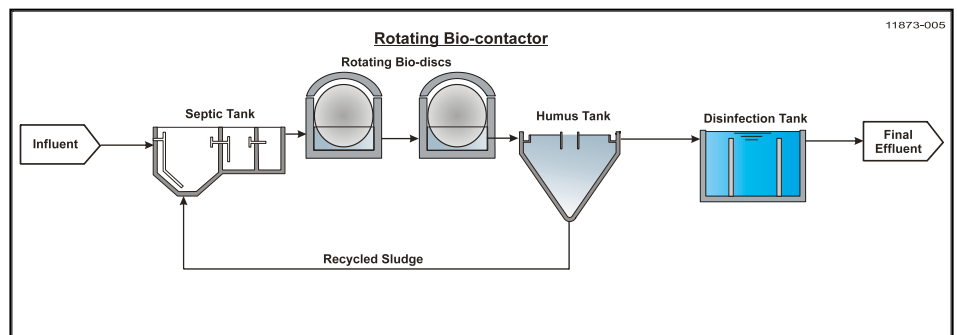 11873-005
Rotating Bio-contactor
Rotating Bio-discs
Septic Tank
Humus Tank
Disinfection Tank
Influent
Final
Effluent
Recycled Sludge